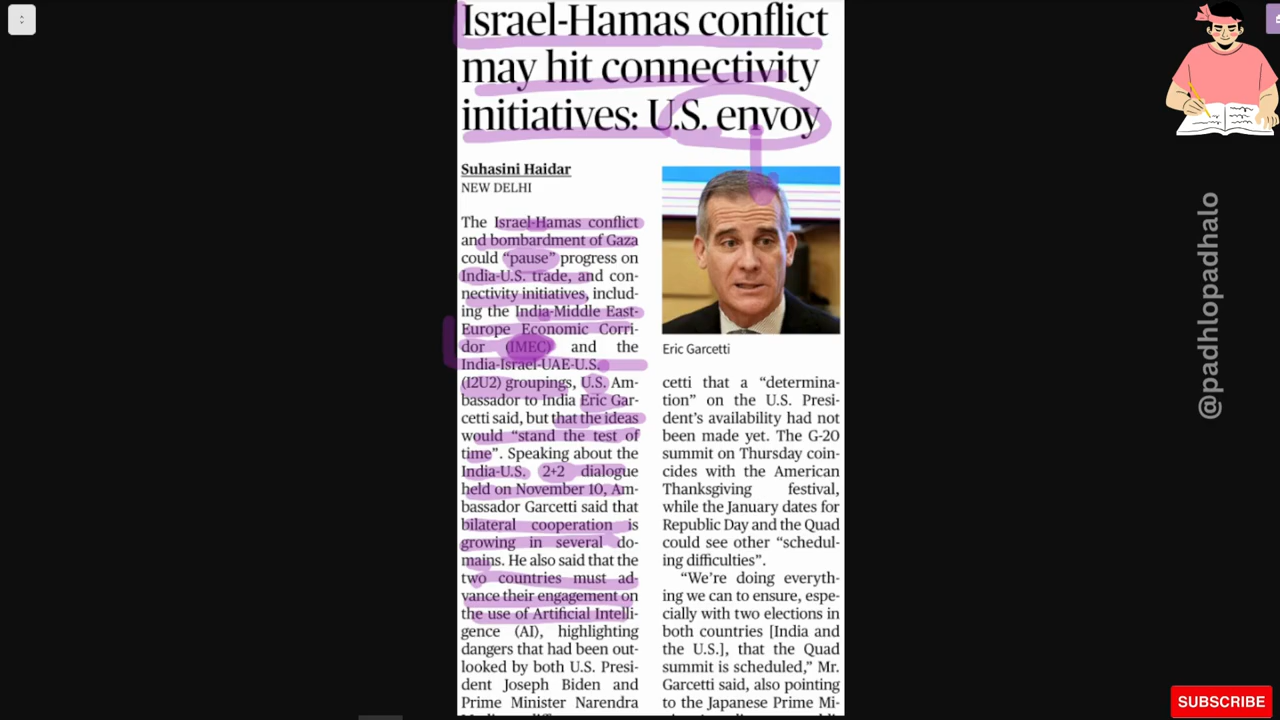 Israel-Hamas conflict
may hit connectivity
initiatives: U.S. envoy
Suhasini Haidar
NEW DELHI
The Israel-Hamas conflict
and bombardment of Gaza
could “pause” progress on
India-U.S. trade, and con-
nectivity initiatives, includ-
ing the India-Middle East-
Europe Economic Corri-
dor (IMEC) and the
India-Israel-UAE-U.S.
(I2U2) groupings, U.S. Am-
bassador to India Eric Gar-
cetti said, but that the ideas
would “stand the test of
time”. Speaking about the
India-U.S. 2+2 dialogue
held on November 10, Am-
bassador Garcetti said that
bilateral cooperation is
growing in several do-
mains. He also said that the
two countries must ad-
vance their engagement on
the use of Artificial Intelli-
gence (AI), highlighting
dangers that had been out-
looked by both U.S. Presi-
dent Joseph Biden and
Prime Minister Narendra
Eric Garcetti
cetti that a “determina-
tion” on the U.S. Presi-
dent’s availability had not
been made yet. The G-20
summit on Thursday coin-
cides with the American
Thanksgiving festival,
while the January dates for
Republic Day and the Quad
could see other “schedul-
ing difficulties”.
“We’re doing everyth-
ing we can to ensure, espe-
cially with two elections in
both countries [India and
the U.S.], that the Quad
summit is scheduled,” Mr.
Garcetti said, also pointing
to the Japanese Prime Mi-
@padhlopadhalo
SUBSCRIBE